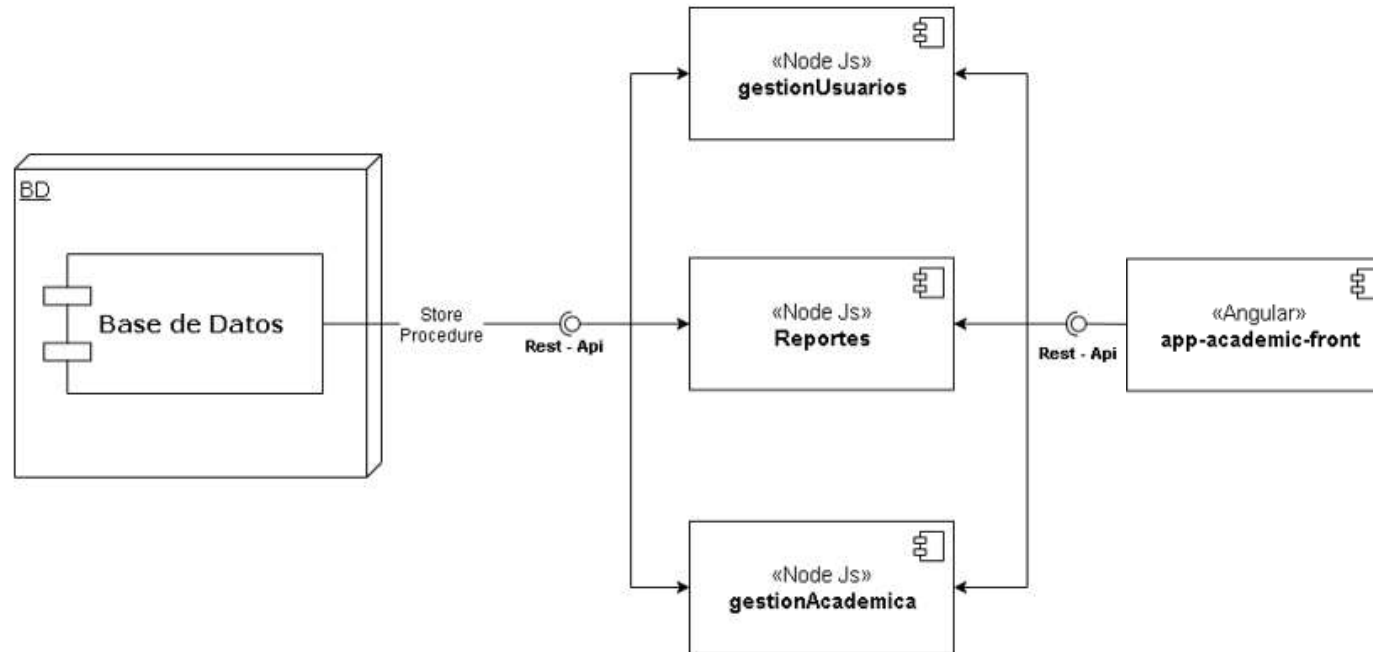 «Node Js»
gestionUsuarios
BD
Base de Datos
Store
Procedure
Rest - Api
«Node Js»
Reportes
Rest - Api
«Angular»
app-academic-front
«Node Js»
gestionAcademica